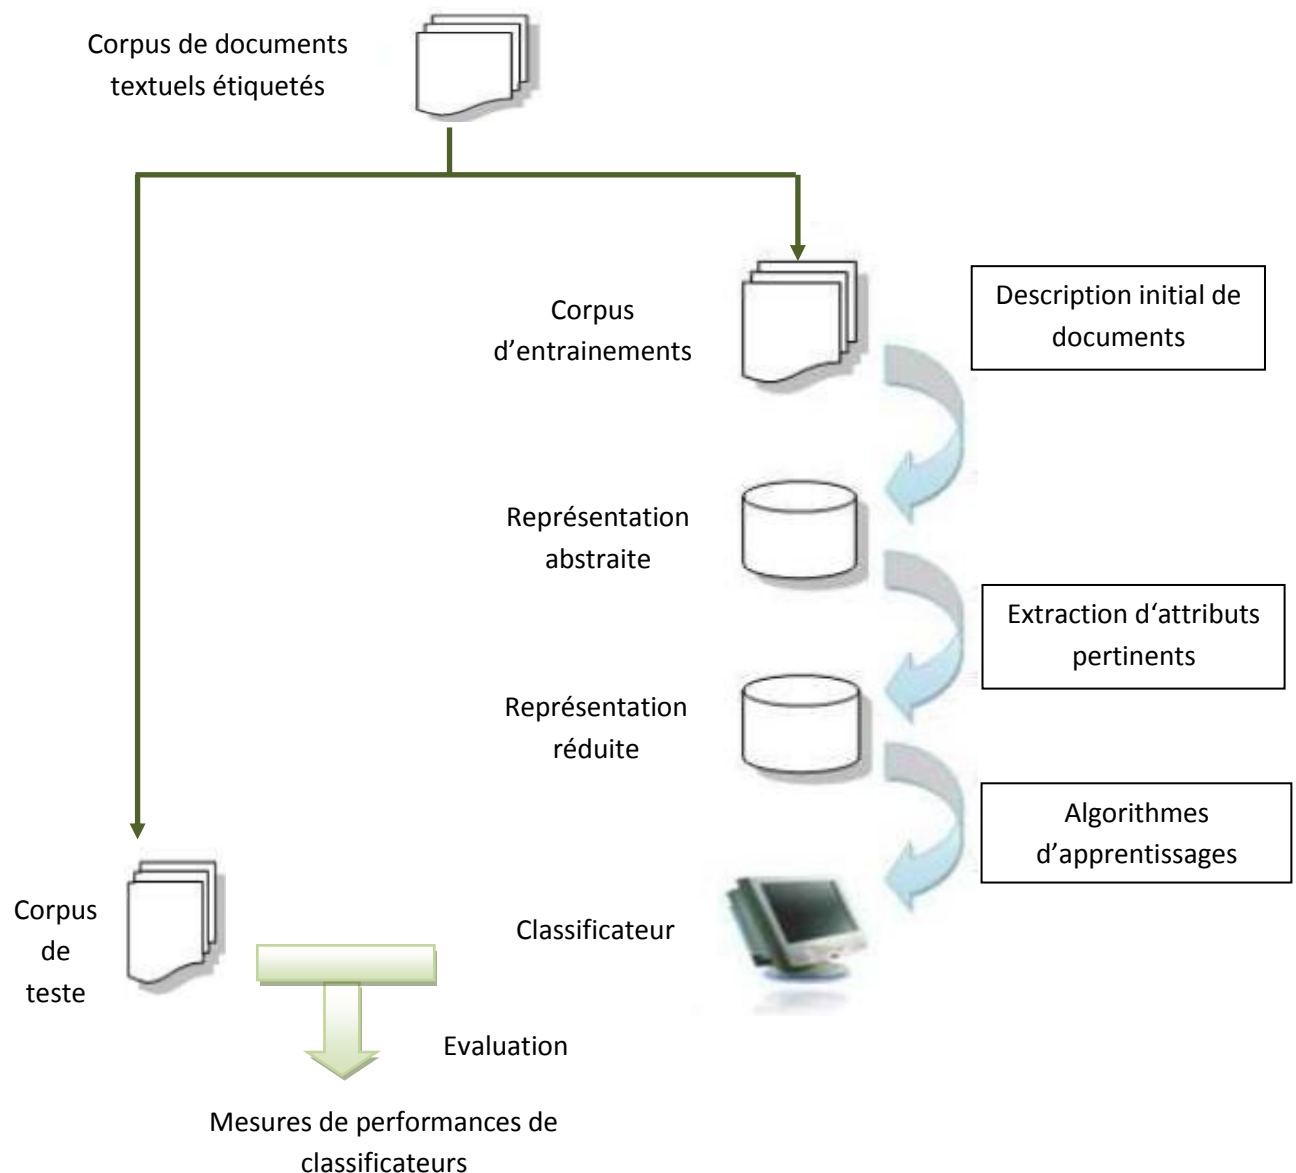 Corpus de documents
textuels étiquetés
Corpus
d’entrainements
Description initial de
documents
Représentation
abstraite
Extraction d‘attributs
pertinents
Représentation
réduite
Algorithmes
d’apprentissages
Corpus
de
teste
Classificateur
Evaluation
Mesures de performances de
classificateurs